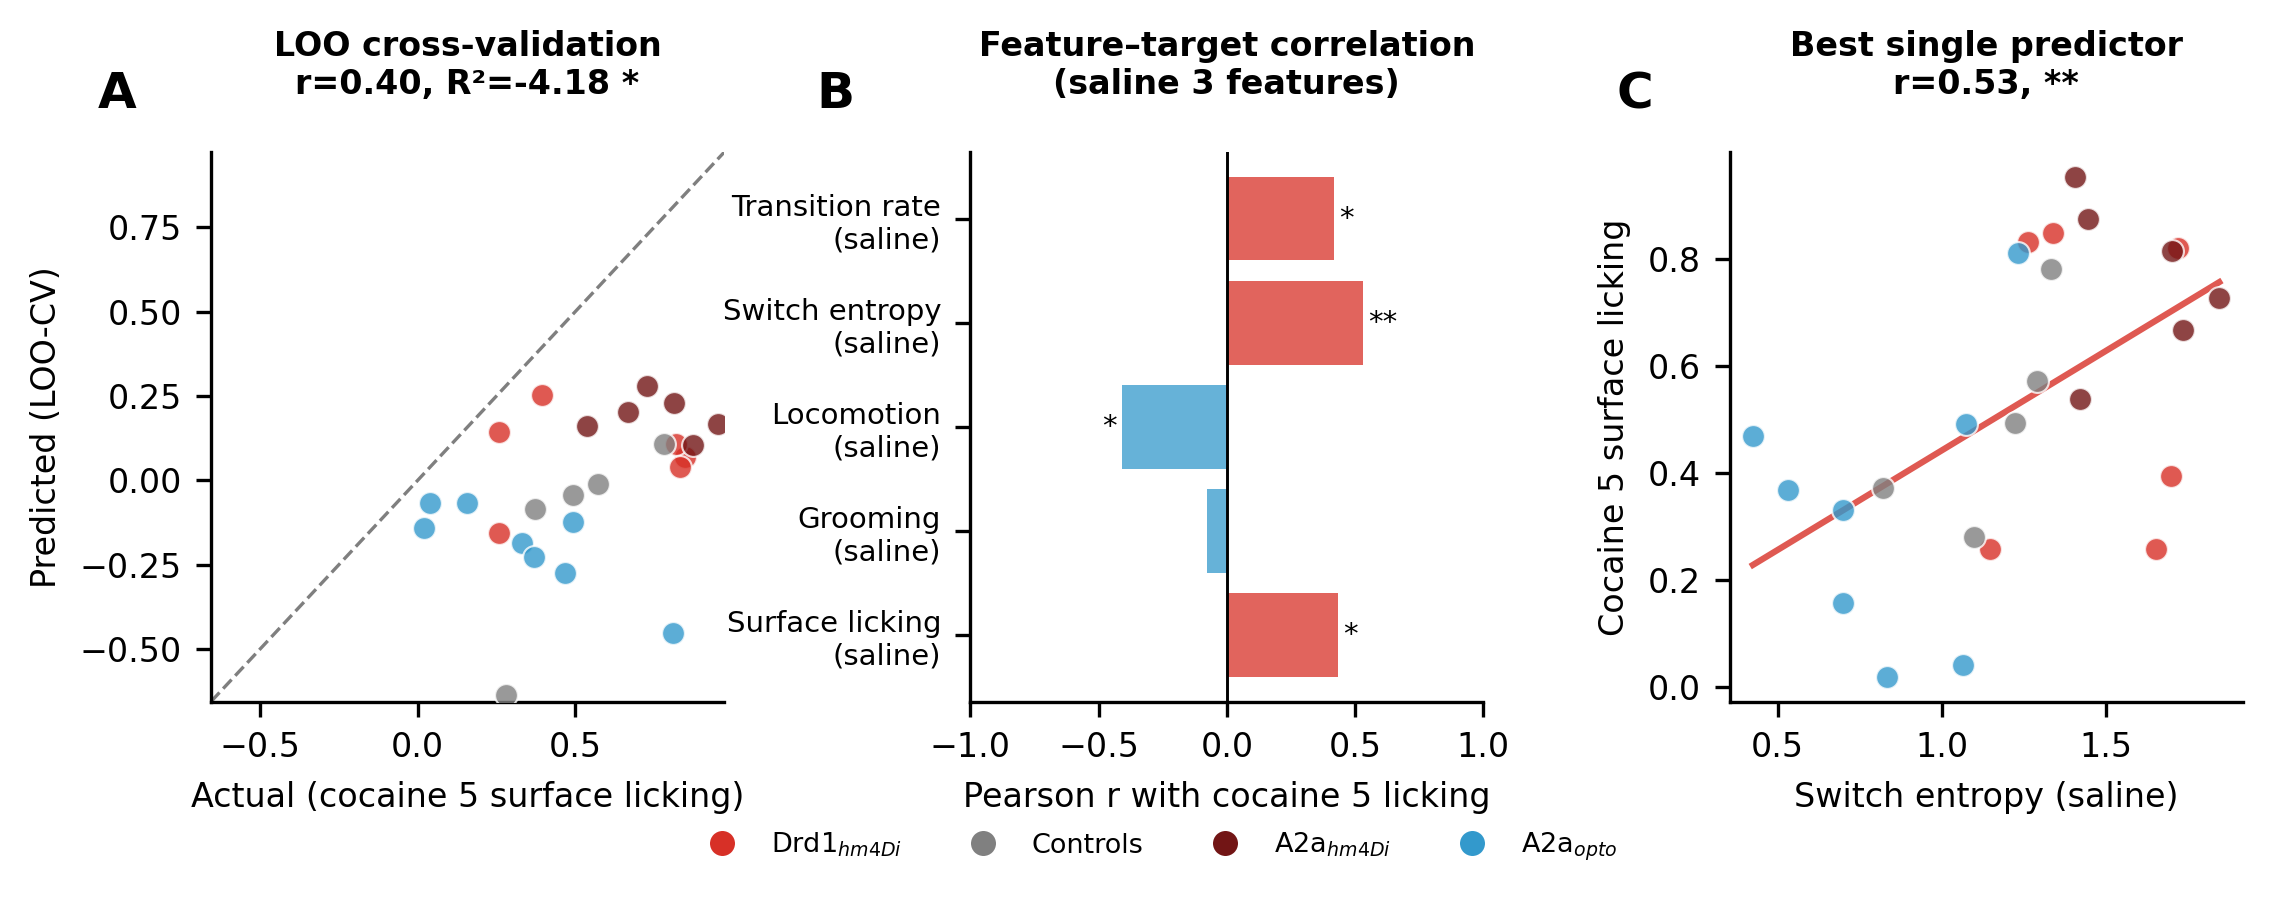 A
LOO cross-validation
r=0.40, R²=-4.18 *
0.75
0.50
0.25
0.00
−0.25
−0.50
Predicted (LOO-CV)
−0.5
0.0
0.5
Actual (cocaine 5 surface licking)
B
Feature–target correlation
(saline 3 features)
Transition rate
(saline)
*
Switch entropy
(saline)
**
Locomotion
(saline)
*
Grooming
(saline)
Surface licking
(saline)
*
−1.0
−0.5
0.0
0.5
1.0
Pearson r with cocaine 5 licking
C
Best single predictor
r=0.53, **
0.8
0.6
0.4
0.2
0.0
Cocaine 5 surface licking
0.5
1.0
1.5
Switch entropy (saline)
Drd1hm4Di
Controls
A2ahm4Di
A2aopto